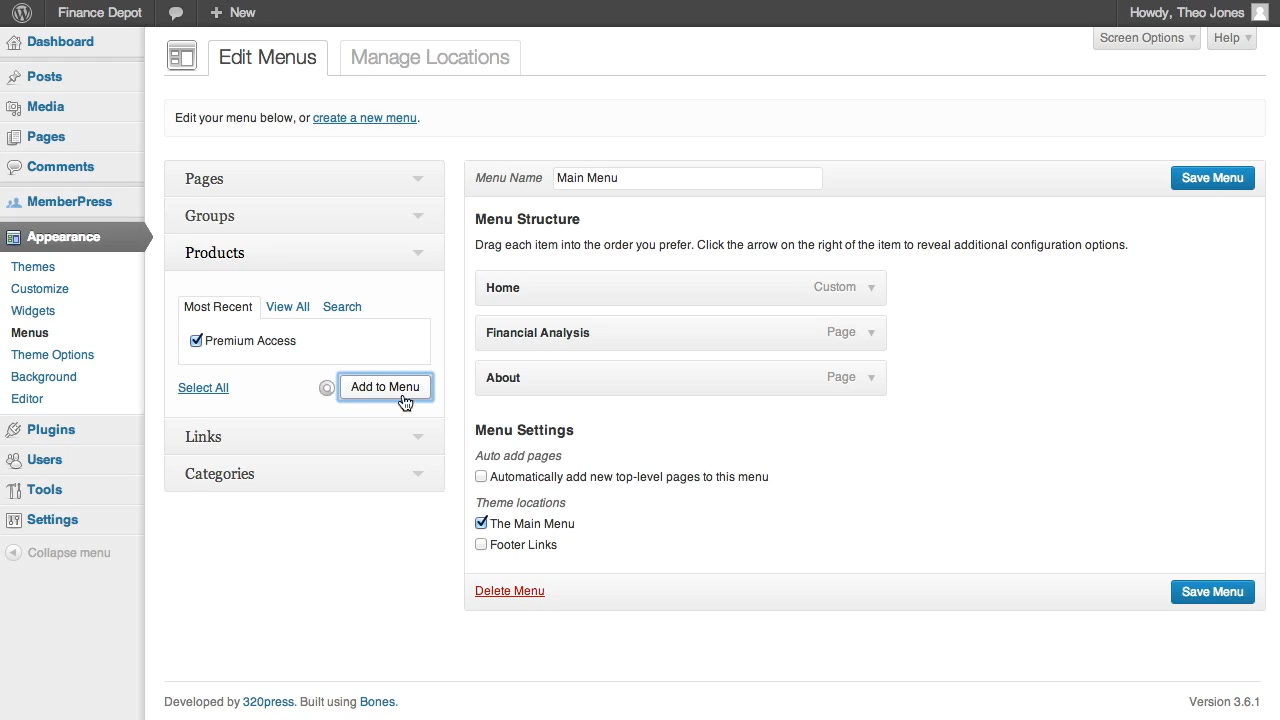 Finance Depot
New
Howdy, Theo Jones
Screen Options
Help
Dashboard
Posts
Media
Pages
Comments
MemberPress
Appearance
Themes
Customize
Widgets
Menus
Theme Options
Background
Editor
Plugins
Users
Tools
Settings
Collapse menu
Edit Menus
Manage Locations
Edit your menu below, or create a new menu.
Pages
Groups
Products
Most Recent View All Search
Premium Access
Select All
Add to Menu
Links
Categories
Menu Name Main Menu
Save Menu
Menu Structure
Drag each item into the order you prefer. Click the arrow on the right of the item to reveal additional configuration options.
Home Custom
Financial Analysis Page
About Page
Menu Settings
Auto add pages
Automatically add new top-level pages to this menu
Theme locations
The Main Menu
Footer Links
Delete Menu
Save Menu
Developed by 320press. Built using Bones.
Version 3.6.1